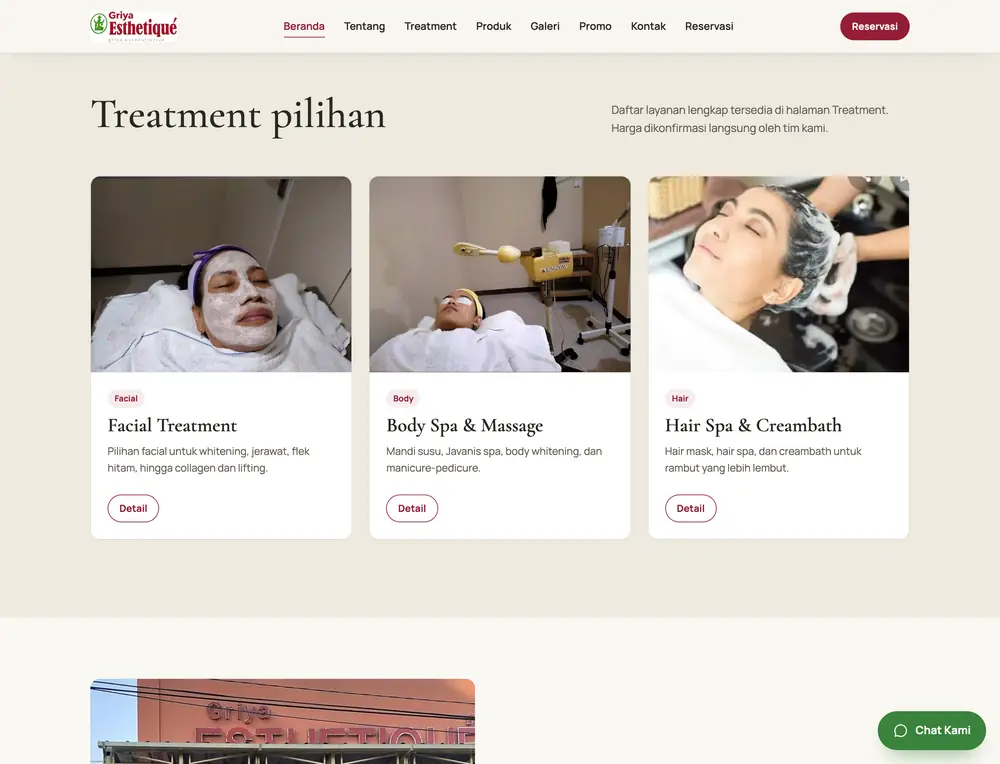 Griya
Esthetiqué
Beranda
Tentang
Treatment
Produk
Galeri
Promo
Kontak
Reservasi
Reservasi
Treatment pilihan
Daftar layanan lengkap tersedia di halaman Treatment.
Harga dikonfirmasi langsung oleh tim kami.
Facial
Facial Treatment
Pilihan facial untuk whitening, jerawat, flek
hitam, hingga collagen dan lifting.
Detail
Body
Body Spa & Massage
Mandi susu, Javanis spa, body whitening, dan
manicure-pedicure.
Detail
Hair
Hair Spa & Creambath
Hair mask, hair spa, dan creambath untuk
rambut yang lebih lembut.
Detail
Griya
ESTHETIQUÉ
Chat Kami